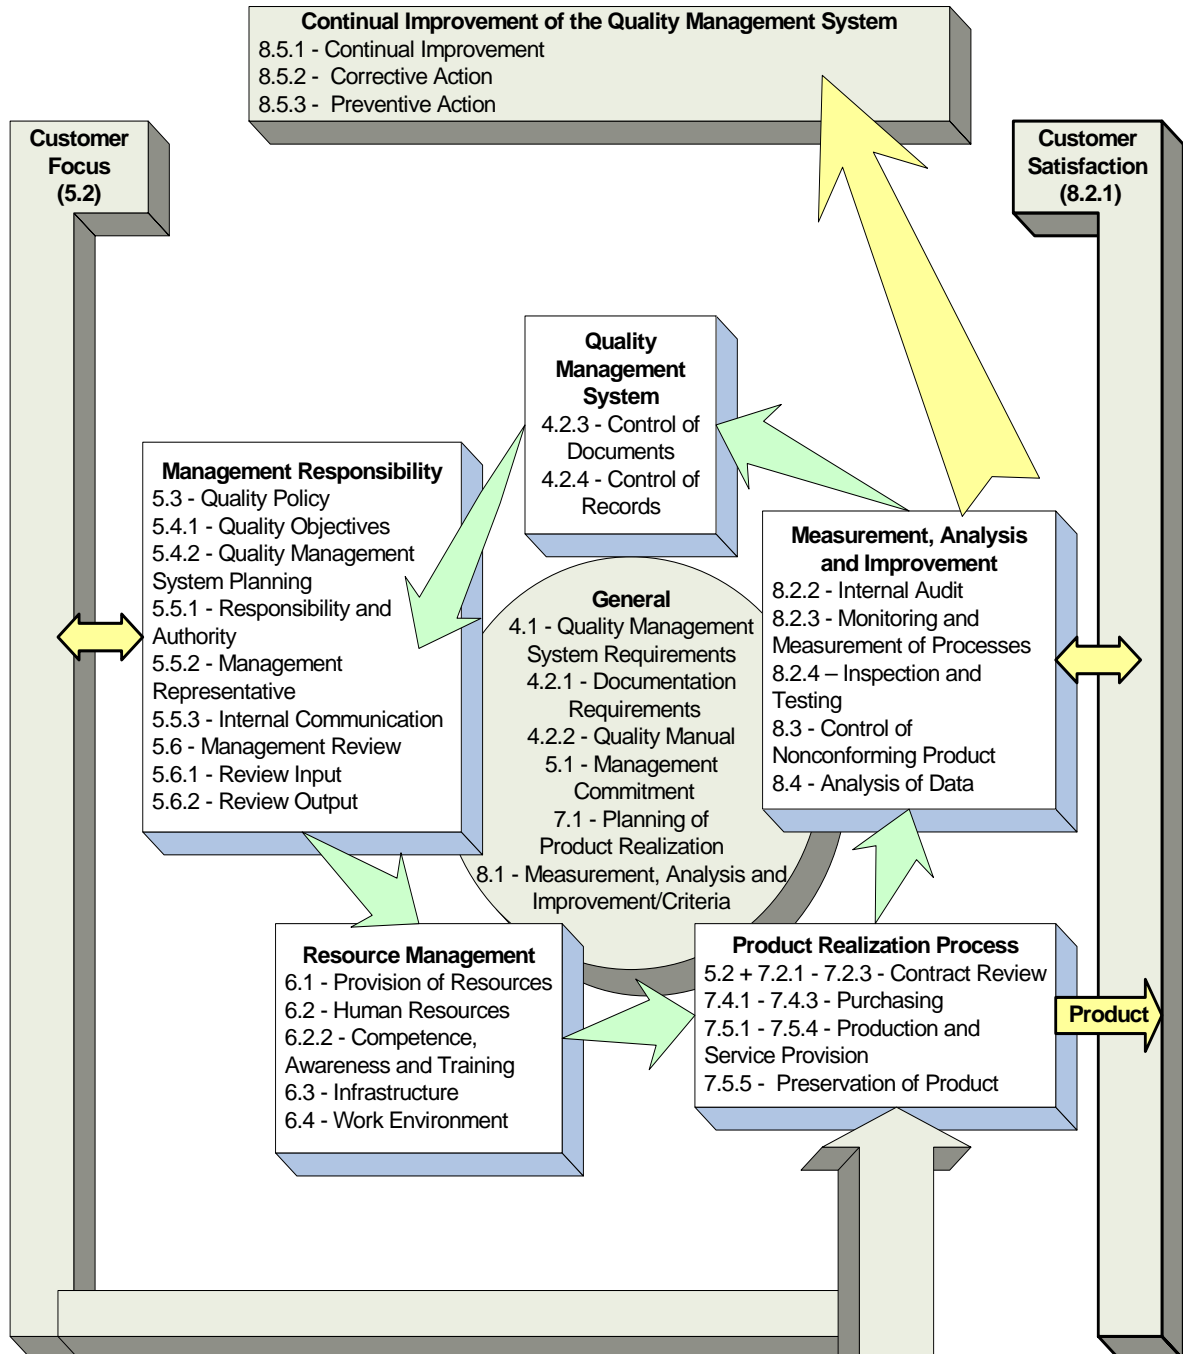 Continual Improvement of the Quality Management System
8.5.1 - Continual Improvement
8.5.2 - Corrective Action
8.5.3 - Preventive Action
Customer
Focus
(5.2)
Customer
Satisfaction
(8.2.1)
Quality
Management
System
4.2.3 - Control of
Documents
4.2.4 - Control of
Records
Management Responsibility
5.3 - Quality Policy
5.4.1 - Quality Objectives
5.4.2 - Quality Management
System Planning
5.5.1 - Responsibility and
Authority
5.5.2 - Management
Representative
5.5.3 - Internal Communication
5.6 - Management Review
5.6.1 - Review Input
5.6.2 - Review Output
General
4.1 - Quality Management
System Requirements
4.2.1 - Documentation
Requirements
4.2.2 - Quality Manual
5.1 - Management
Commitment
7.1 - Planning of
Product Realization
8.1 - Measurement, Analysis and
Improvement/Criteria
Measurement, Analysis
and Improvement
8.2.2 - Internal Audit
8.2.3 - Monitoring and
Measurement of Processes
8.2.4 – Inspection and
Testing
8.3 - Control of
Nonconforming Product
8.4 - Analysis of Data
Resource Management
6.1 - Provision of Resources
6.2 - Human Resources
6.2.2 - Competence,
Awareness and Training
6.3 - Infrastructure
6.4 - Work Environment
Product Realization Process
5.2 + 7.2.1 - 7.2.3 - Contract Review
7.4.1 - 7.4.3 - Purchasing
7.5.1 - 7.5.4 - Production and
Service Provision
7.5.5 - Preservation of Product
Product